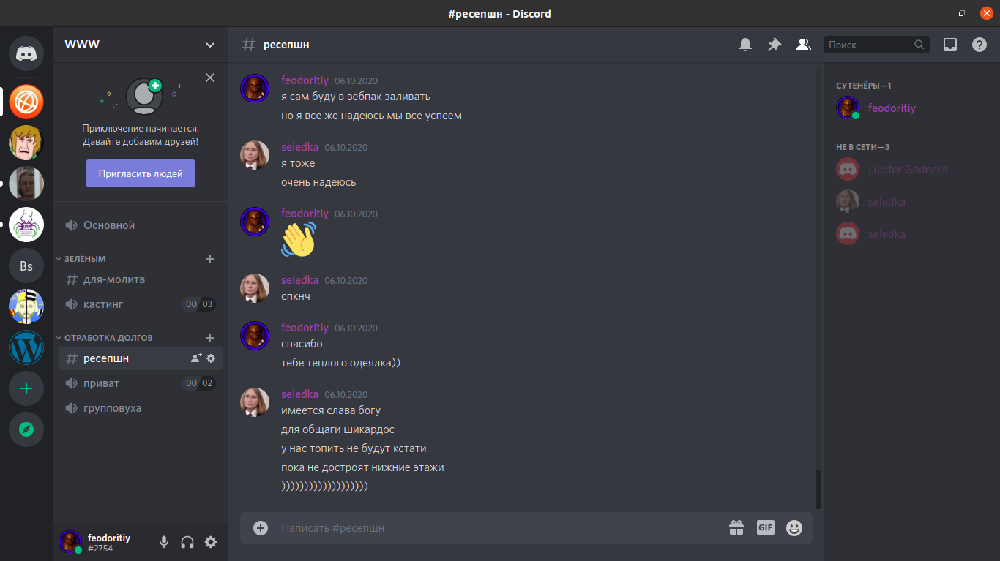 #ресепшн - Discord
WWW
Приключение начинается.
Давайте добавим друзей!
Пригласить людей
Основной
ЗЕЛЁНЫМ
для-молитв
кастинг 00 03
ОТРАБОТКА ДОЛГОВ
ресепшн
приват 00 02
групповуха
Bs
feodoritiy
#2754
ресепшн
Поиск
feodoritiy 06.10.2020
я сам буду в вебпак заливать
но я все же надеюсь мы все успеем
seledka 06.10.2020
я тоже
очень надеюсь
feodoritiy 06.10.2020
seledka 06.10.2020
спкнч
feodoritiy 06.10.2020
спасибо
тебе теплого одеялка))
seledka 06.10.2020
имеется слава богу
для общаги шикардос
у нас топить не будут кстати
пока не достроят нижние этажи
)))))))))))))))))))
Написать #ресепшн
GIF
СУТЕНЁРЫ—1
feodoritiy
НЕ В СЕТИ—3
Lucifer Godness
seledka
seledka